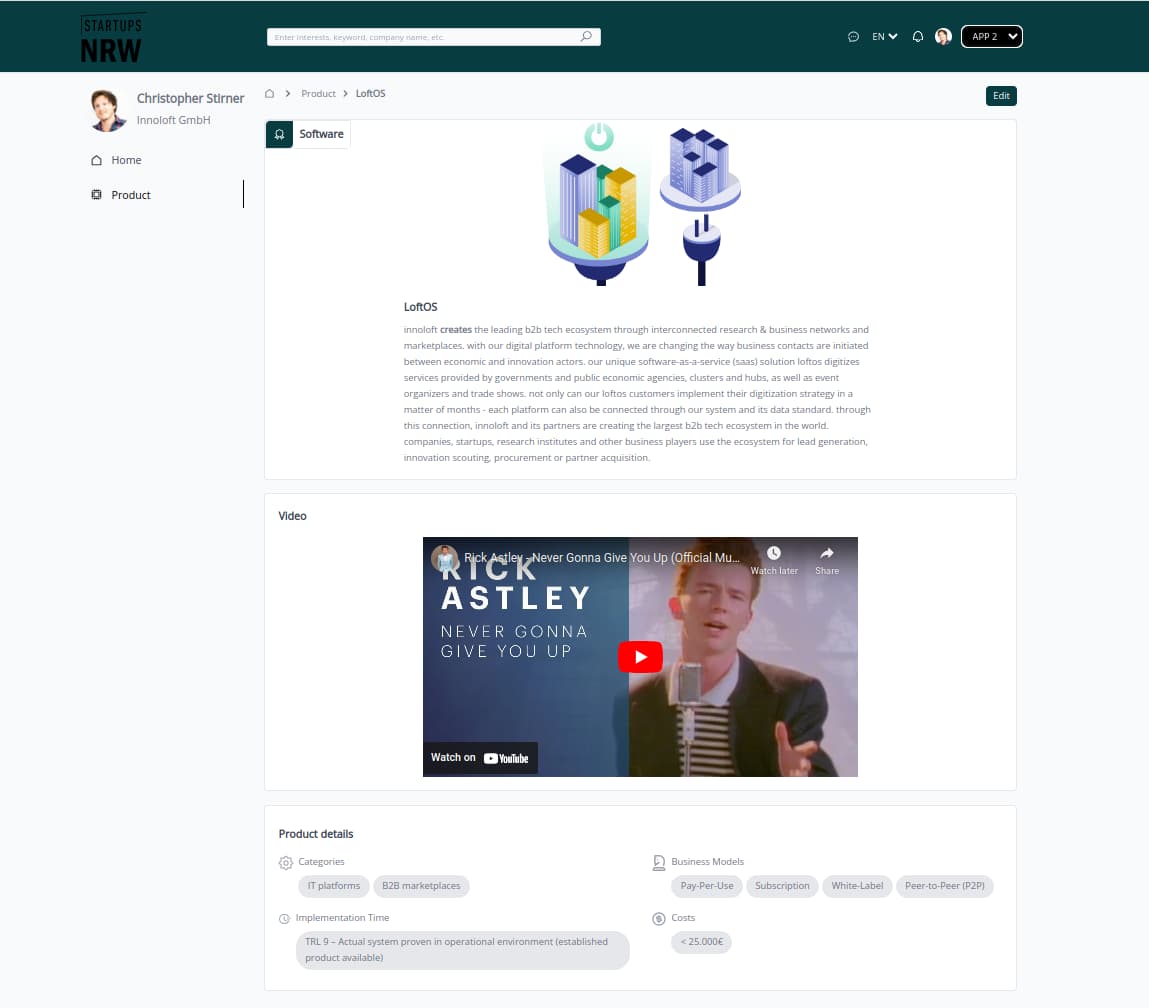 STARTUPS
NRW
Enter interests, keyword, company name, etc.
EN
APP 2
Christopher Stirner
Innoloft GmbH
Home
Product
Product
LoftOS
Edit
Software
LoftOS
innoloft creates the leading b2b tech ecosystem through interconnected research & business networks and
marketplaces. with our digital platform technology, we are changing the way business contacts are initiated
between economic and innovation actors. our unique software-as-a-service (saas) solution loftos digitizes
services provided by governments and public economic agencies, clusters and hubs, as well as event
organizers and trade shows. not only can our loftos customers implement their digitization strategy in a
matter of months - each platform can also be connected through our system and its data standard. through
this connection, innoloft and its partners are creating the largest b2b tech ecosystem in the world.
companies, startups, research institutes and other business players use the ecosystem for lead generation,
innovation scouting, procurement or partner acquisition.
Video
Rick Astley - Never Gonna Give You Up (Official Mu...
Watch later
Share
RICK
ASTLEY
NEVER GONNA
GIVE YOU UP
Watch on YouTube
Product details
Categories
IT platforms
B2B marketplaces
Business Models
Pay-Per-Use
Subscription
White-Label
Peer-to-Peer (P2P)
Implementation Time
TRL 9 – Actual system proven in operational environment (established
product available)
Costs
< 25.000€